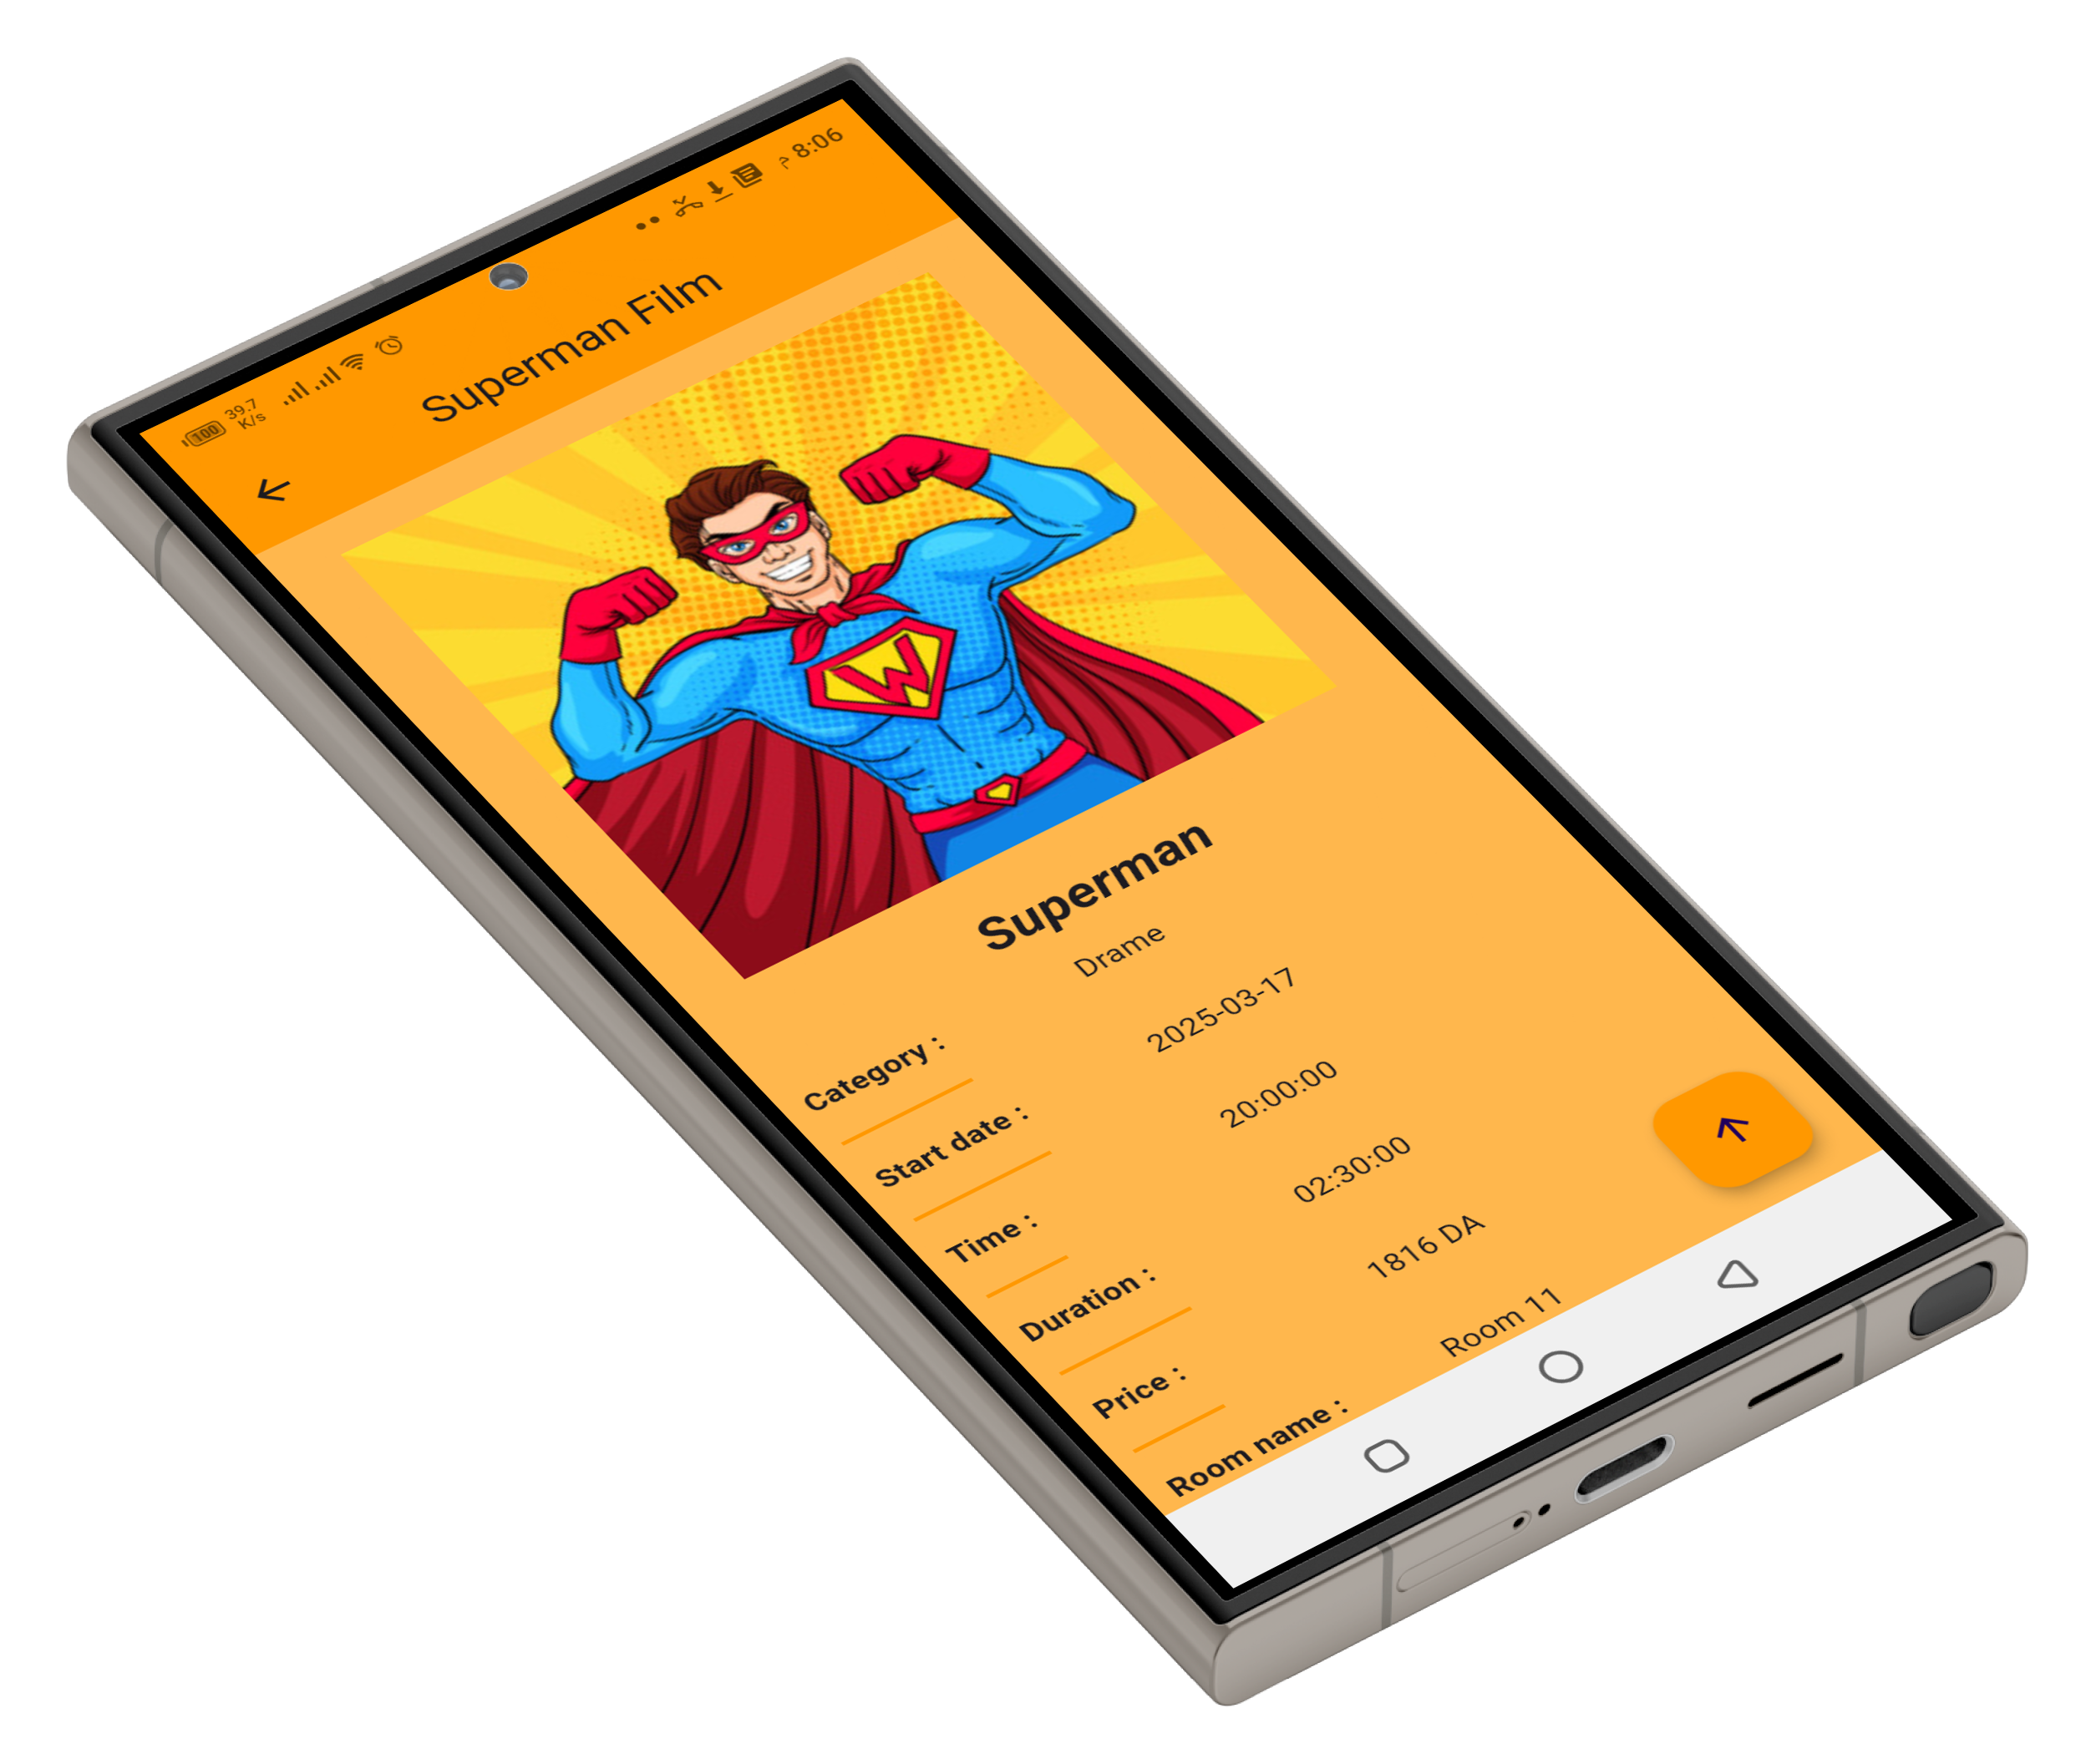 8:06 م
39.7
K/s
100
Superman Film
W
Superman
Category :
Drame
Start date :
2025-03-17
Time :
20:00:00
Duration :
02:30:00
Price :
1816 DA
Room name :
Room 11